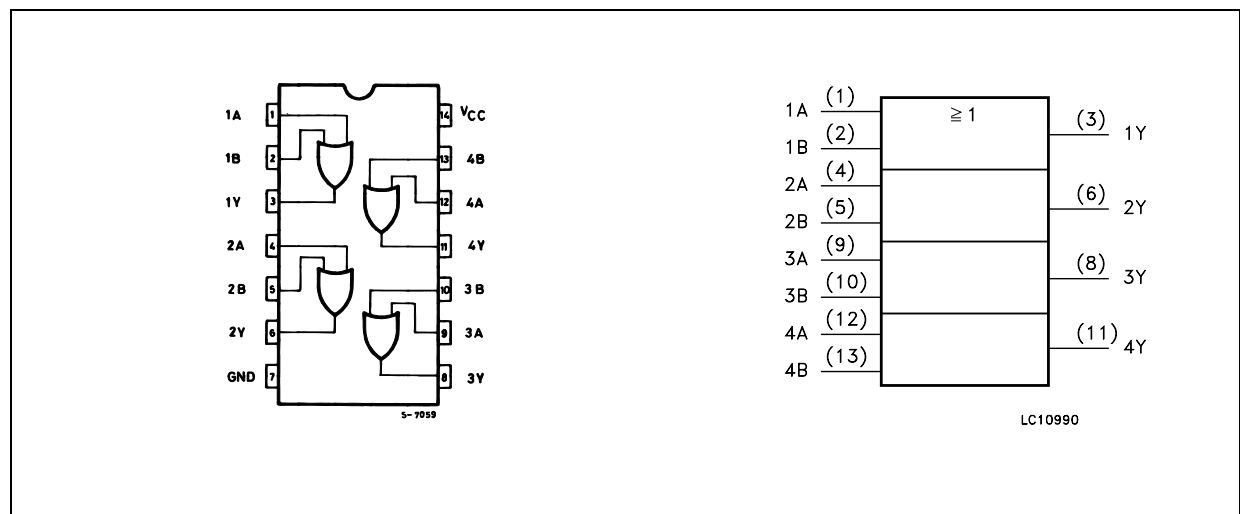 1A 1 14 VCC
1B 2 13 4B
1Y 3 12 4A
2A 4 11 4Y
2B 5 10 3B
2Y 6 9 3A
GND 7 8 3Y
S-7059
1A (1) ≧1
(3) 1Y
1B (2)
2A (4)
(6) 2Y
2B (5)
3A (9)
(8) 3Y
3B (10)
4A (12)
(11) 4Y
4B (13)
LC10990